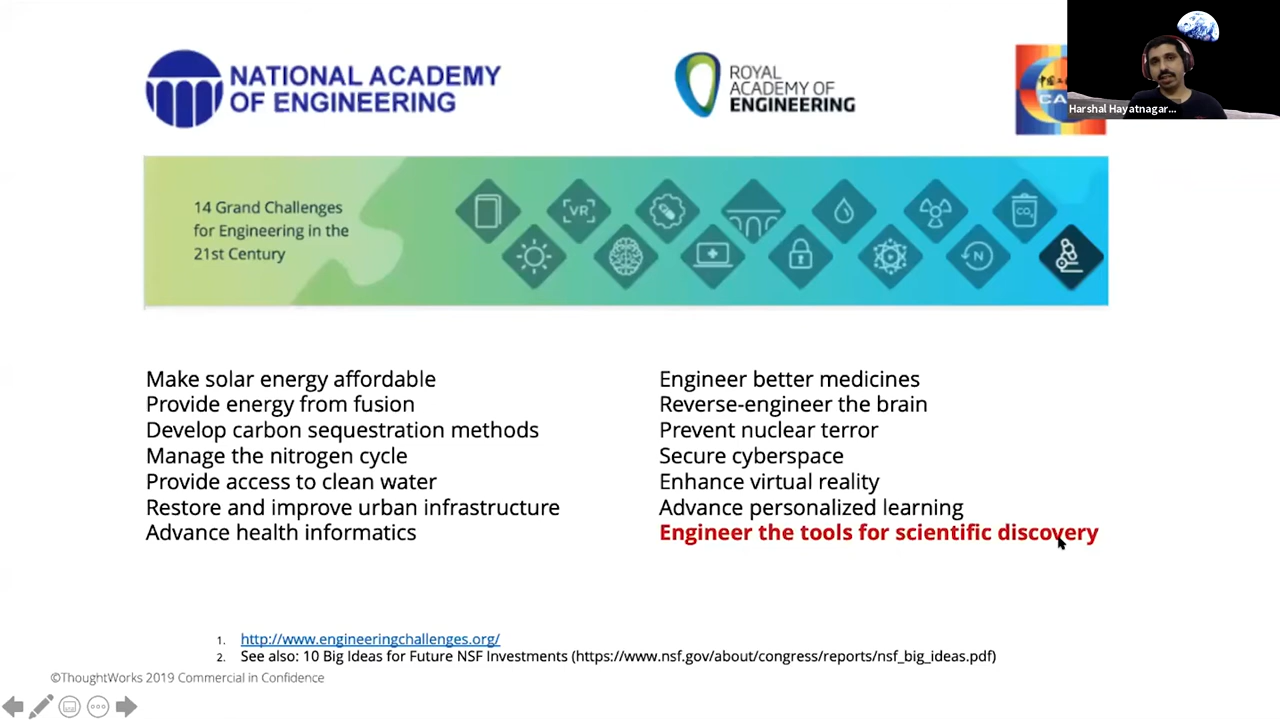 NATIONAL ACADEMY
OF ENGINEERING
ROYAL
ACADEMY OF
ENGINEERING
Harshal Hayatnagar...
14 Grand Challenges
for Engineering in the
21st Century
VR
CO₂
N
Make solar energy affordable
Provide energy from fusion
Develop carbon sequestration methods
Manage the nitrogen cycle
Provide access to clean water
Restore and improve urban infrastructure
Advance health informatics
Engineer better medicines
Reverse-engineer the brain
Prevent nuclear terror
Secure cyberspace
Enhance virtual reality
Advance personalized learning
Engineer the tools for scientific discovery
1. http://www.engineeringchallenges.org/
2. See also: 10 Big Ideas for Future NSF Investments (https://www.nsf.gov/about/congress/reports/nsf_big_ideas.pdf)
©ThoughtWorks 2019 Commercial in Confidence